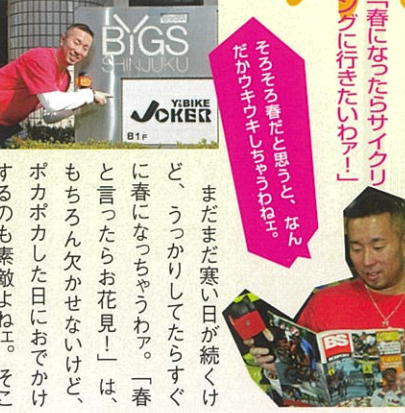 「春になったらサイクリ
ングに行きたいわァ!」
そろそろ春だと思うと、なん
だかウキウキしちゃうわねェ。
BYGS
SHINJUKU
Y'sBIKE
JOKER
B1F
まだまだ寒い日が続くけ
ど、うっかりしてたらすぐ
に春になっちゃうわァ。「春
と言ったらお花見!」は、
もちろん欠かせないけど、
ポカポカした日におでかけ
するのも素敵よねェ。そこ
BS